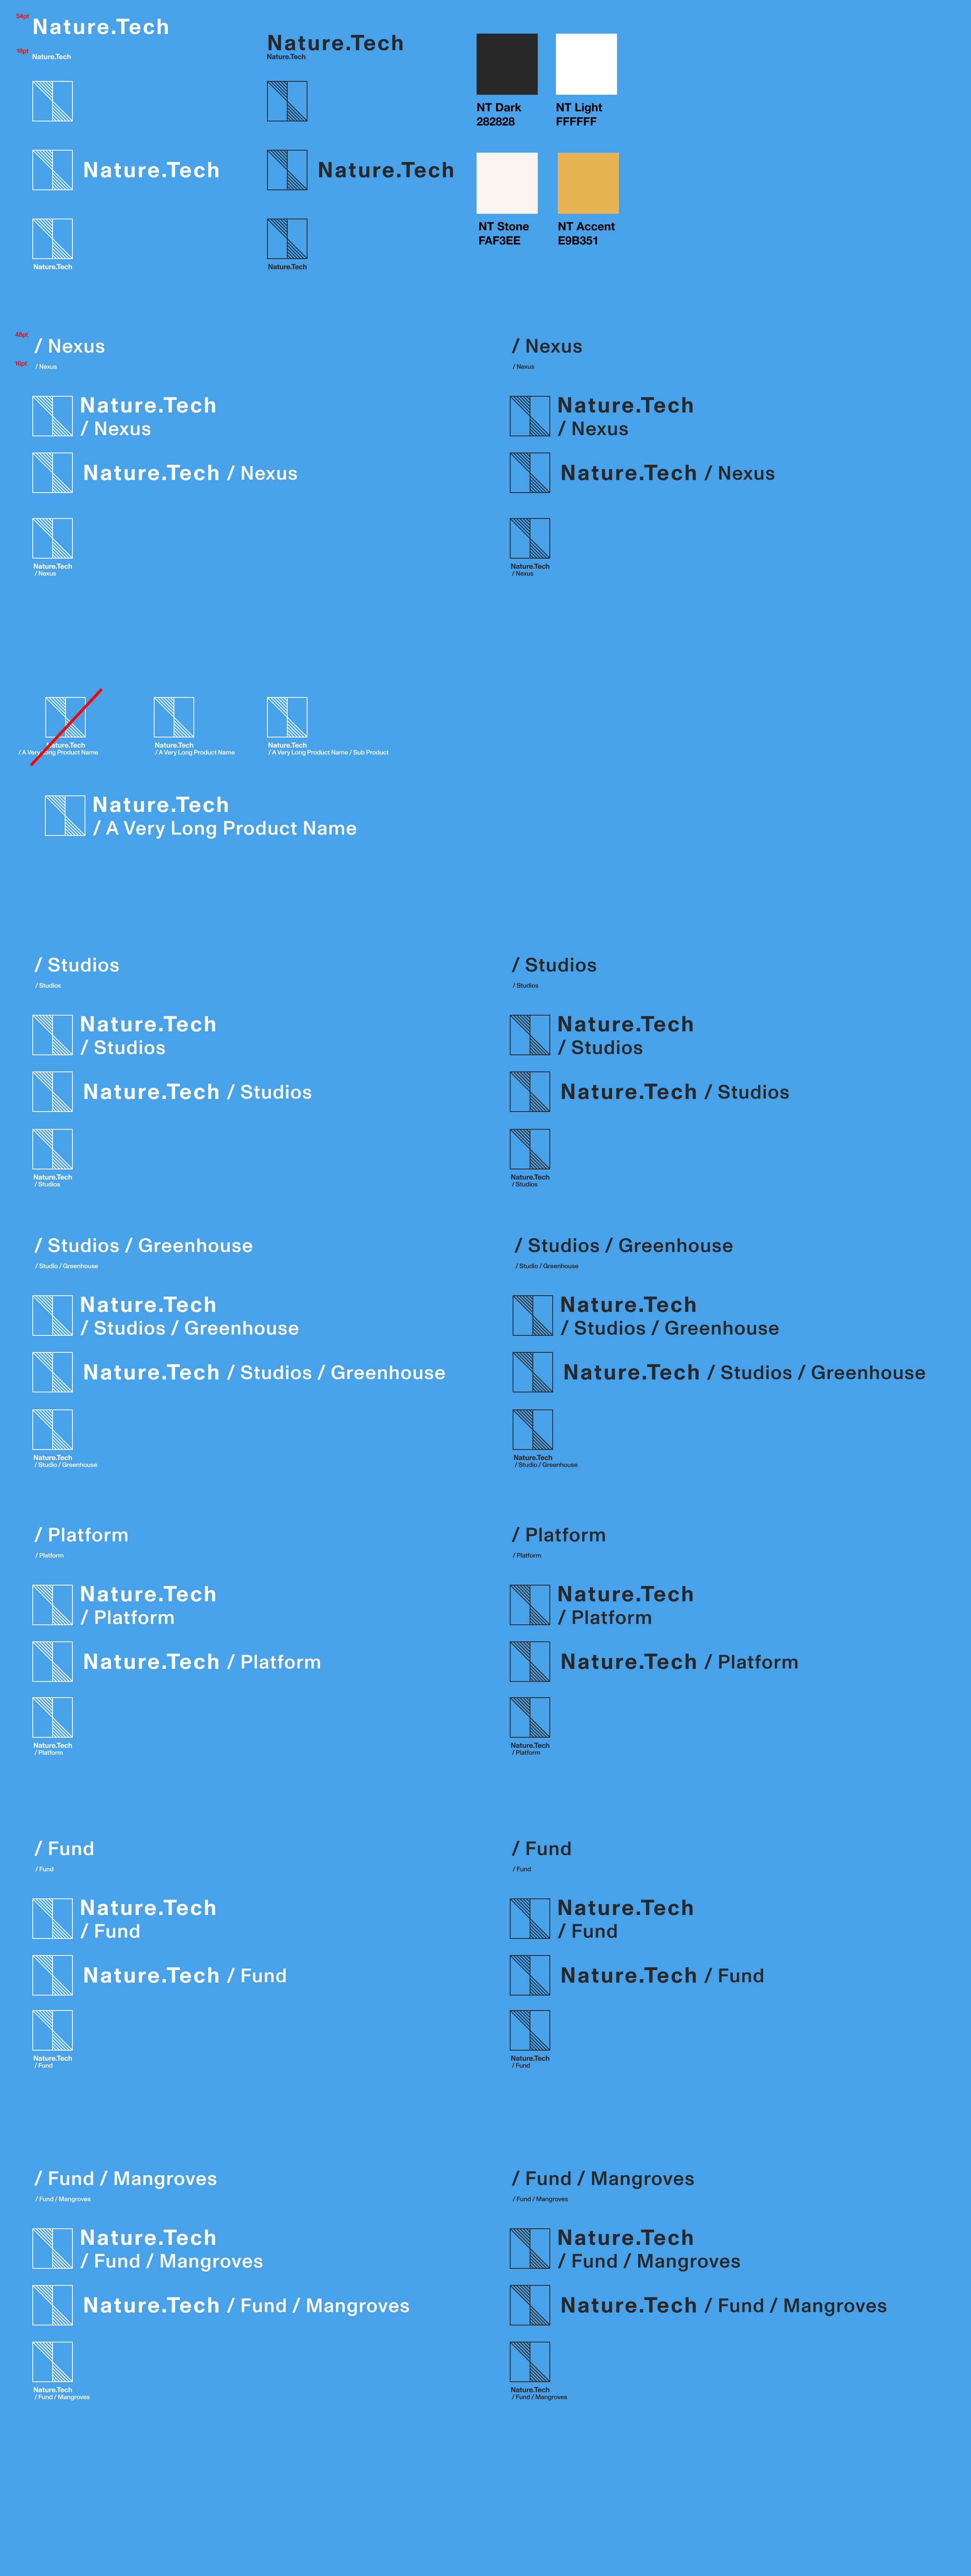 54pt
Nature.Tech
18pt
Nature.Tech
Nature.Tech
Nature.Tech
Nature.Tech
Nature.Tech
Nature.Tech
Nature.Tech
NT Dark
282828
NT Light
FFFFFF
NT Stone
FAF3EE
NT Accent
E9B351
48pt
/ Nexus
16pt
/ Nexus
Nature.Tech
/ Nexus
Nature.Tech / Nexus
Nature.Tech
/ Nexus
/ Nexus
/ Nexus
Nature.Tech
/ Nexus
Nature.Tech / Nexus
Nature.Tech
/ Nexus
Nature.Tech
/ A Very Long Product Name
Nature.Tech
/ A Very Long Product Name
Nature.Tech
/ A Very Long Product Name / Sub Product
Nature.Tech
/ A Very Long Product Name
/ Studios
/ Studios
Nature.Tech
/ Studios
Nature.Tech / Studios
Nature.Tech
/ Studios
/ Studios
/ Studios
Nature.Tech
/ Studios
Nature.Tech / Studios
Nature.Tech
/ Studios
/ Studios / Greenhouse
/ Studio / Greenhouse
Nature.Tech
/ Studios / Greenhouse
Nature.Tech / Studios / Greenhouse
Nature.Tech
/ Studio / Greenhouse
/ Studios / Greenhouse
/ Studio / Greenhouse
Nature.Tech
/ Studios / Greenhouse
Nature.Tech / Studios / Greenhouse
Nature.Tech
/ Studio / Greenhouse
/ Platform
/ Platform
Nature.Tech
/ Platform
Nature.Tech / Platform
Nature.Tech
/ Platform
/ Platform
/ Platform
Nature.Tech
/ Platform
Nature.Tech / Platform
Nature.Tech
/ Platform
/ Fund
/ Fund
Nature.Tech
/ Fund
Nature.Tech / Fund
Nature.Tech
/ Fund
/ Fund
/ Fund
Nature.Tech
/ Fund
Nature.Tech / Fund
Nature.Tech
/ Fund
/ Fund / Mangroves
/ Fund / Mangroves
Nature.Tech
/ Fund / Mangroves
Nature.Tech / Fund / Mangroves
Nature.Tech
/ Fund / Mangroves
/ Fund / Mangroves
/ Fund / Mangroves
Nature.Tech
/ Fund / Mangroves
Nature.Tech / Fund / Mangroves
Nature.Tech
/ Fund / Mangroves